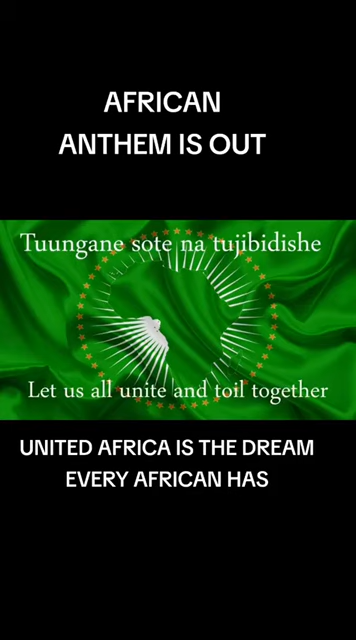 AFRICAN
ANTHEM IS OUT
Tuungane sote na tujibidishe
Let us all unite and toil together
UNITED AFRICA IS THE DREAM
EVERY AFRICAN HAS